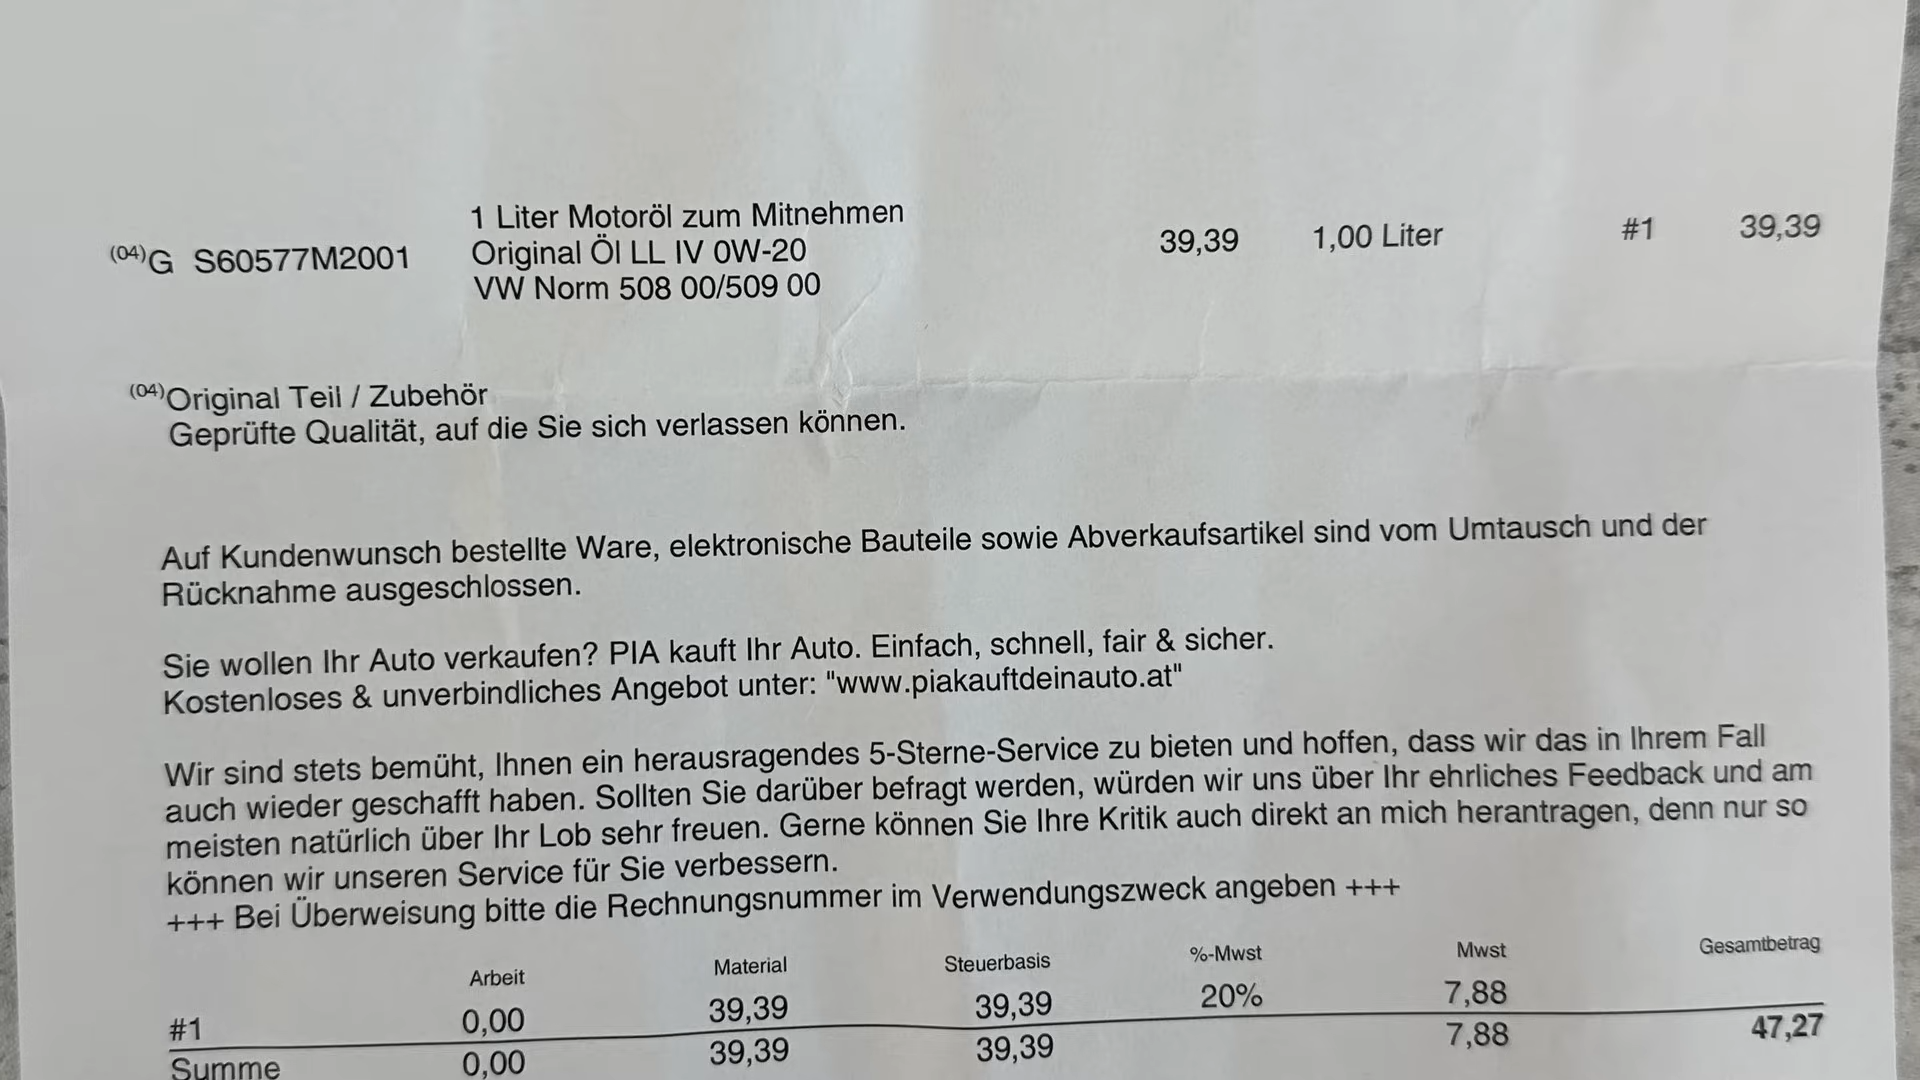 1 Liter Motoröl zum Mitnehmen
(04)G S60577M2001 Original Öl LL IV 0W-20 39,39 1,00 Liter #1 39,39
VW Norm 508 00/509 00
(04)Original Teil / Zubehör
Geprüfte Qualität, auf die Sie sich verlassen können.
Auf Kundenwunsch bestellte Ware, elektronische Bauteile sowie Abverkaufsartikel sind vom Umtausch und der
Rücknahme ausgeschlossen.
Sie wollen Ihr Auto verkaufen? PIA kauft Ihr Auto. Einfach, schnell, fair & sicher.
Kostenloses & unverbindliches Angebot unter: "www.piakauftdeinauto.at"
Wir sind stets bemüht, Ihnen ein herausragendes 5-Sterne-Service zu bieten und hoffen, dass wir das in Ihrem Fall
auch wieder geschafft haben. Sollten Sie darüber befragt werden, würden wir uns über Ihr ehrliches Feedback und am
meisten natürlich über Ihr Lob sehr freuen. Gerne können Sie Ihre Kritik auch direkt an mich herantragen, denn nur so
können wir unseren Service für Sie verbessern.
+++ Bei Überweisung bitte die Rechnungsnummer im Verwendungszweck angeben +++
Arbeit Material Steuerbasis %-Mwst Mwst Gesamtbetrag
#1 0,00 39,39 39,39 20% 7,88
Summe 0,00 39,39 39,39 7,88 47,27